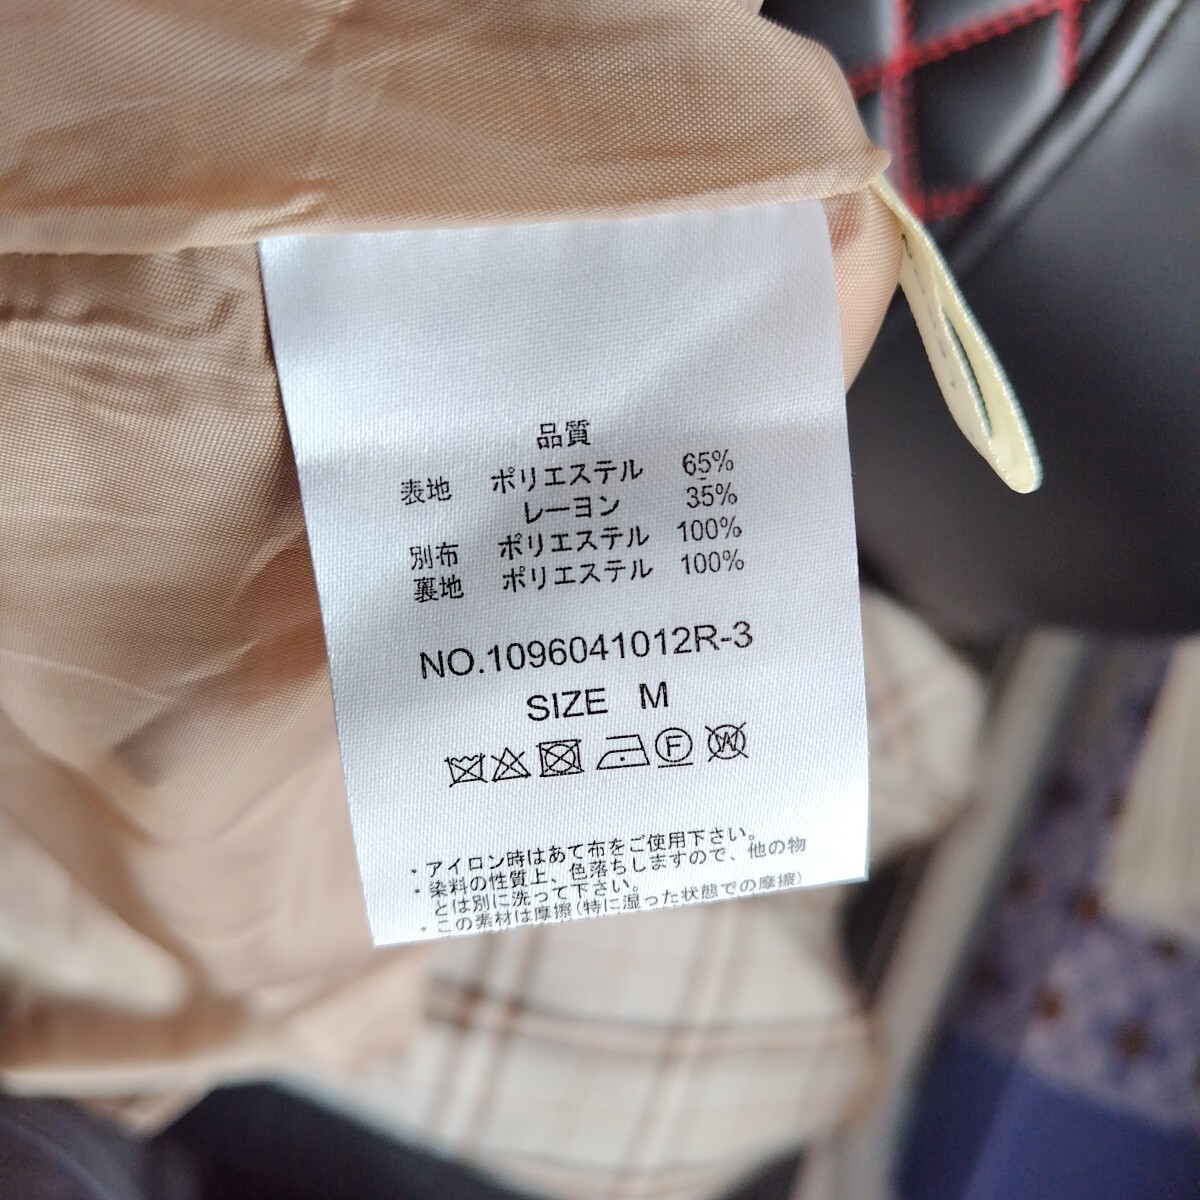 品質
表地 ポリエステル 65%
レーヨン 35%
別布 ポリエステル 100%
裏地 ポリエステル 100%
NO.1096041012R-3
SIZE M
F W
・アイロン時はあて布をご使用下さい。
・染料の性質上、色落ちしますので、他の物
とは別に洗って下さい。
・この素材は摩擦(特に湿った状態での摩擦)